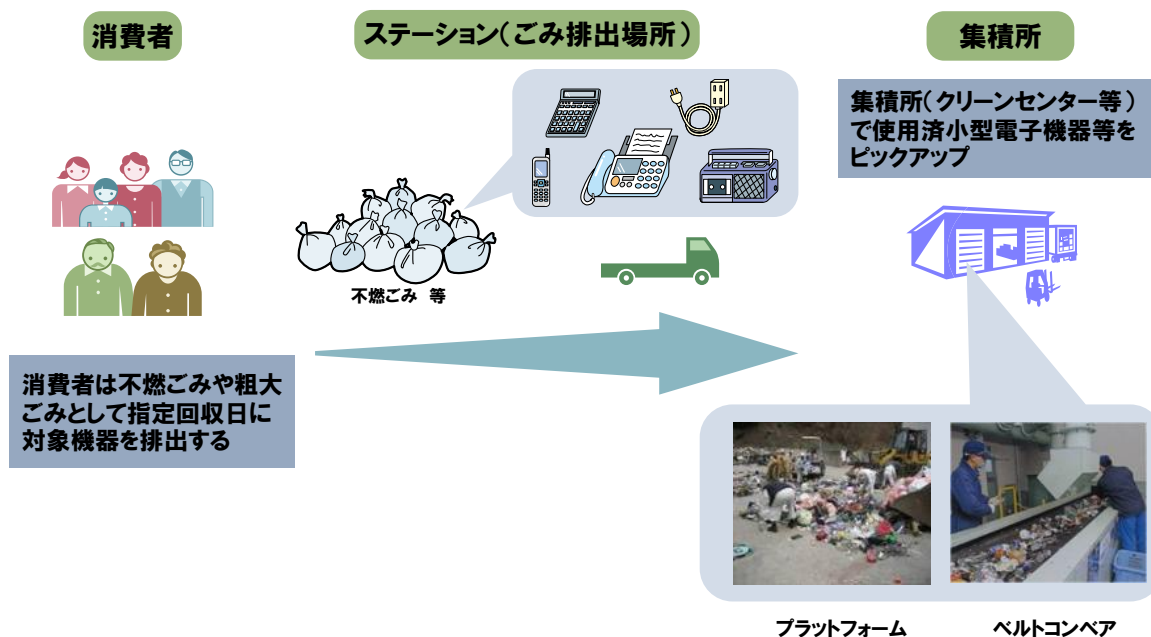 消費者
ステーション（ごみ排出場所）
集積所
集積所（クリーンセンター等）
で使用済小型電子機器等を
ピックアップ
不燃ごみ 等
消費者は不燃ごみや粗大
ごみとして指定回収日に
対象機器を排出する
プラットフォーム
ベルトコンベア